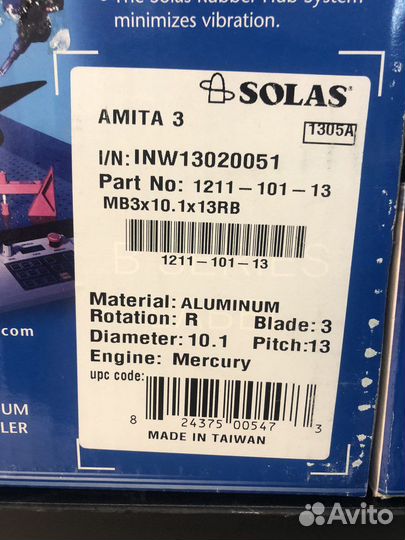 • The Solas Rubber Hub System
minimizes vibration.
SOLAS
AMITA 3
1305A
I/N: INW13020051
Part No: 1211-101-13
MB3x10.1x13RB
1211-101-13
Material: ALUMINUM
Rotation: R Blade: 3
Diameter: 10.1 Pitch: 13
Engine: Mercury
upc code:
8 24375 00547 3
MADE IN TAIWAN
s.com
UM
LER
Avito